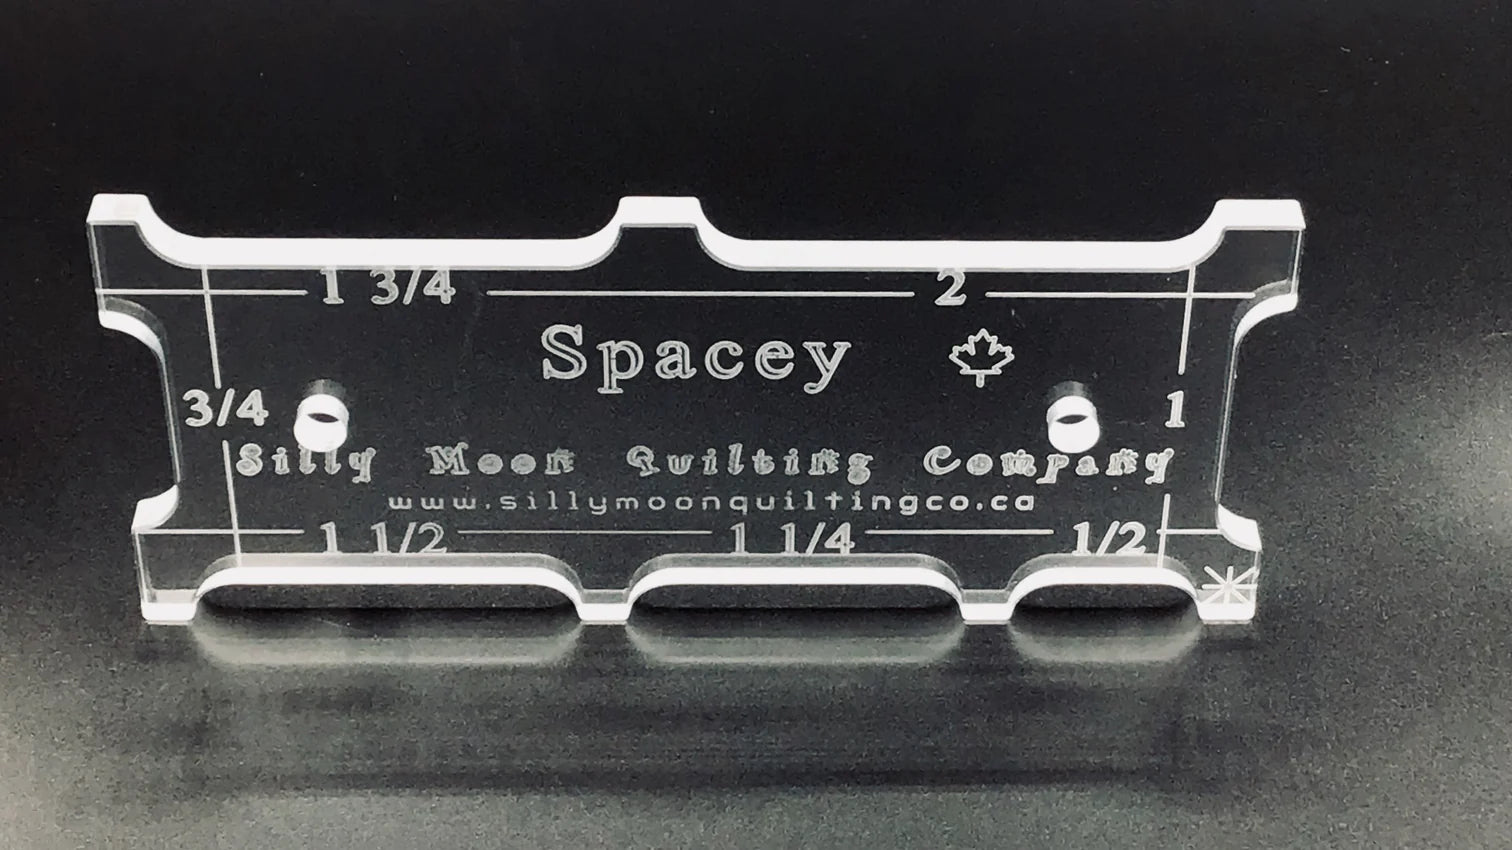 1 3/4 2
Spacey
3/4 1
Silly Moon Quilting Company
www.sillymoonquiltingco.ca
1 1/2 1 1/4 1/2